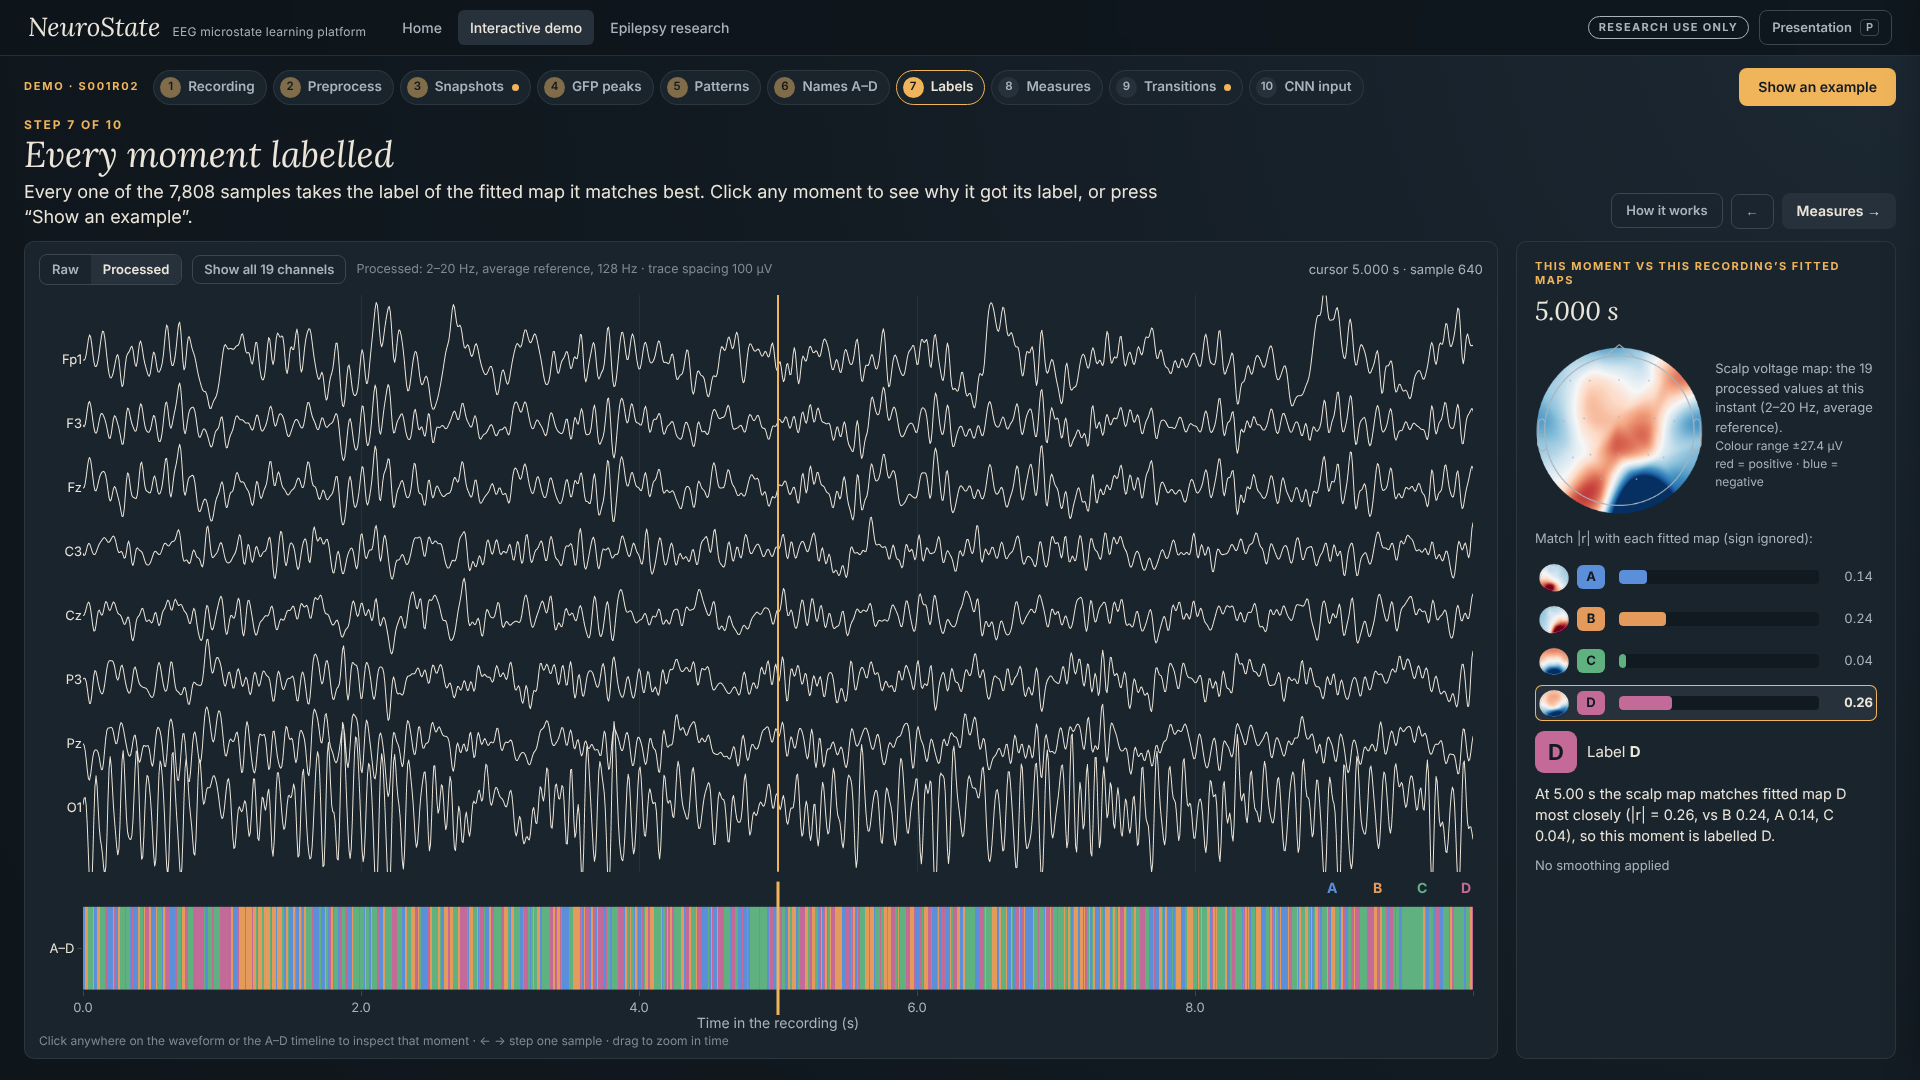 NeuroState
EEG microstate learning platform
Home
Interactive demo
Epilepsy research
RESEARCH USE ONLY
Presentation P
DEMO · S001R02
1 Recording
2 Preprocess
3 Snapshots
4 GFP peaks
5 Patterns
6 Names A–D
7 Labels
8 Measures
9 Transitions
10 CNN input
Show an example
STEP 7 OF 10
Every moment labelled
Every one of the 7,808 samples takes the label of the fitted map it matches best. Click any moment to see why it got its label, or press
“Show an example”.
How it works
←
Measures →
Raw
Processed
Show all 19 channels
Processed: 2–20 Hz, average reference, 128 Hz · trace spacing 100 µV
cursor 5.000 s · sample 640
Fp1
F3
Fz
C3
Cz
P3
Pz
O1
A B C D
A–D
0.0 2.0 4.0 6.0 8.0
Time in the recording (s)
Click anywhere on the waveform or the A–D timeline to inspect that moment · ← → step one sample · drag to zoom in time
THIS MOMENT VS THIS RECORDING’S FITTED
MAPS
5.000 s
Scalp voltage map: the 19
processed values at this
instant (2–20 Hz, average
reference).
Colour range ±27.4 µV
red = positive · blue =
negative
Match |r| with each fitted map (sign ignored):
A 0.14
B 0.24
C 0.04
D 0.26
D Label D
At 5.00 s the scalp map matches fitted map D
most closely (|r| = 0.26, vs B 0.24, A 0.14, C
0.04), so this moment is labelled D.
No smoothing applied